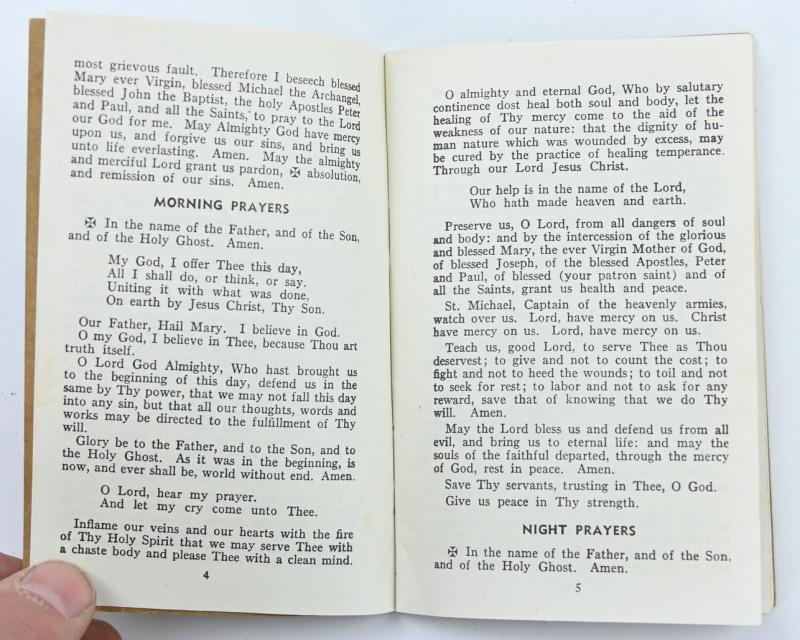 most grievous fault. Therefore I beseech blessed
Mary ever Virgin, blessed Michael the Archangel,
blessed John the Baptist, the holy Apostles Peter
and Paul, and all the Saints, to pray to the Lord
our God for me. May Almighty God have mercy
upon us, and forgive us our sins, and bring us
unto life everlasting. Amen. May the almighty
and merciful Lord grant us pardon, ✠ absolution,
and remission of our sins. Amen.
MORNING PRAYERS
✠ In the name of the Father, and of the Son,
and of the Holy Ghost. Amen.
My God, I offer Thee this day,
All I shall do, or think, or say.
Uniting it with what was done,
On earth by Jesus Christ, Thy Son.
Our Father, Hail Mary. I believe in God.
O my God, I believe in Thee, because Thou art
truth itself.
O Lord God Almighty, Who hast brought us
to the beginning of this day, defend us in the
same by Thy power, that we may not fall this day
into any sin, but that all our thoughts, words and
works may be directed to the fulfillment of Thy
will.
Glory be to the Father, and to the Son, and to
the Holy Ghost. As it was in the beginning, is
now, and ever shall be, world without end. Amen.
O Lord, hear my prayer.
And let my cry come unto Thee.
Inflame our veins and our hearts with the fire
of Thy Holy Spirit that we may serve Thee with
a chaste body and please Thee with a clean mind.
4
O almighty and eternal God, Who by salutary
continence dost heal both soul and body, let the
healing of Thy mercy come to the aid of the
weakness of our nature: that the dignity of hu-
man nature which was wounded by excess, may
be cured by the practice of healing temperance.
Through our Lord Jesus Christ.
Our help is in the name of the Lord,
Who hath made heaven and earth.
Preserve us, O Lord, from all dangers of soul
and body: and by the intercession of the glorious
and blessed Mary, the ever Virgin Mother of God,
of blessed Joseph, of the blessed Apostles, Peter
and Paul, of blessed (your patron saint) and of
all the Saints, grant us health and peace.
St. Michael, Captain of the heavenly armies,
watch over us. Lord, have mercy on us. Christ
have mercy on us. Lord, have mercy on us.
Teach us, good Lord, to serve Thee as Thou
deservest; to give and not to count the cost; to
fight and not to heed the wounds; to toil and not
to seek for rest; to labor and not to ask for any
reward, save that of knowing that we do Thy
will. Amen.
May the Lord bless us and defend us from all
evil, and bring us to eternal life: and may the
souls of the faithful departed, through the mercy
of God, rest in peace. Amen.
Save Thy servants, trusting in Thee, O God.
Give us peace in Thy strength.
NIGHT PRAYERS
✠ In the name of the Father, and of the Son,
and of the Holy Ghost. Amen.
5